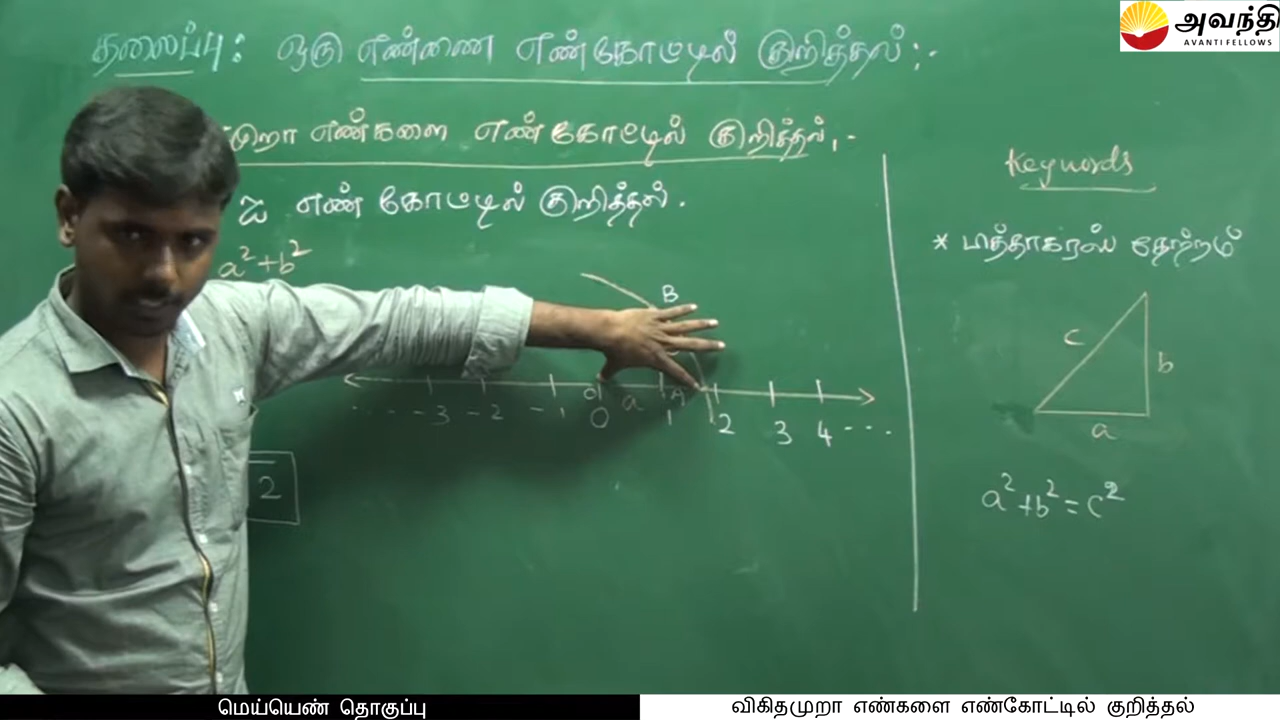 அவந்தி
AVANTI FELLOWS
தலைப்பு: ஒரு எண்ணை எண்கோட்டில் குறித்தல் :-
முறா எண்களை எண்கோட்டில் குறித்தல் :-
எண் கோட்டில் குறித்தல்.
a²+b²
Keywords
* பித்தாகரஸ் தேற்றம்
B
c
b
a
0 a A
.... -3 -2 -1 0 1 2 3 4 ...
2
a²+b²=c²
மெய்யெண் தொகுப்பு
விகிதமுறா எண்களை எண்கோட்டில் குறித்தல்